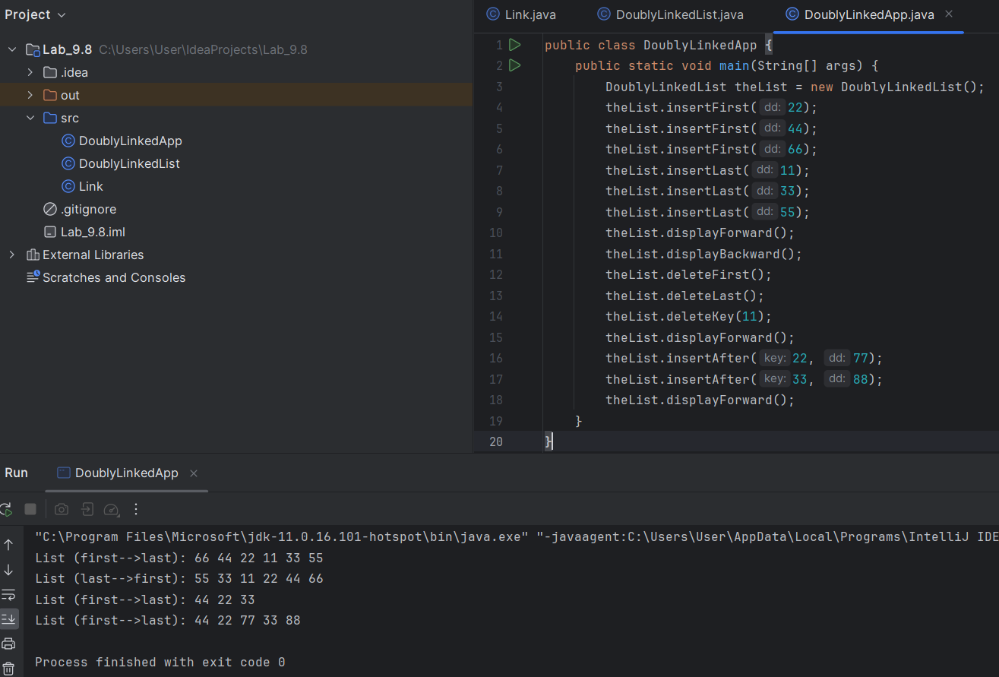 Project
Lab_9.8 C:\Users\User\IdeaProjects\Lab_9.8
.idea
out
src
DoublyLinkedApp
DoublyLinkedList
Link
.gitignore
Lab_9.8.iml
External Libraries
Scratches and Consoles
Link.java DoublyLinkedList.java DoublyLinkedApp.java
1 public class DoublyLinkedApp {
2 public static void main(String[] args) {
3 DoublyLinkedList theList = new DoublyLinkedList();
4 theList.insertFirst( dd: 22);
5 theList.insertFirst( dd: 44);
6 theList.insertFirst( dd: 66);
7 theList.insertLast( dd: 11);
8 theList.insertLast( dd: 33);
9 theList.insertLast( dd: 55);
10 theList.displayForward();
11 theList.displayBackward();
12 theList.deleteFirst();
13 theList.deleteLast();
14 theList.deleteKey(11);
15 theList.displayForward();
16 theList.insertAfter( key: 22, dd: 77);
17 theList.insertAfter( key: 33, dd: 88);
18 theList.displayForward();
19 }
20 }
Run DoublyLinkedApp
"C:\Program Files\Microsoft\jdk-11.0.16.101-hotspot\bin\java.exe" "-javaagent:C:\Users\User\AppData\Local\Programs\IntelliJ IDE
List (first-->last): 66 44 22 11 33 55
List (last-->first): 55 33 11 22 44 66
List (first-->last): 44 22 33
List (first-->last): 44 22 77 33 88
Process finished with exit code 0